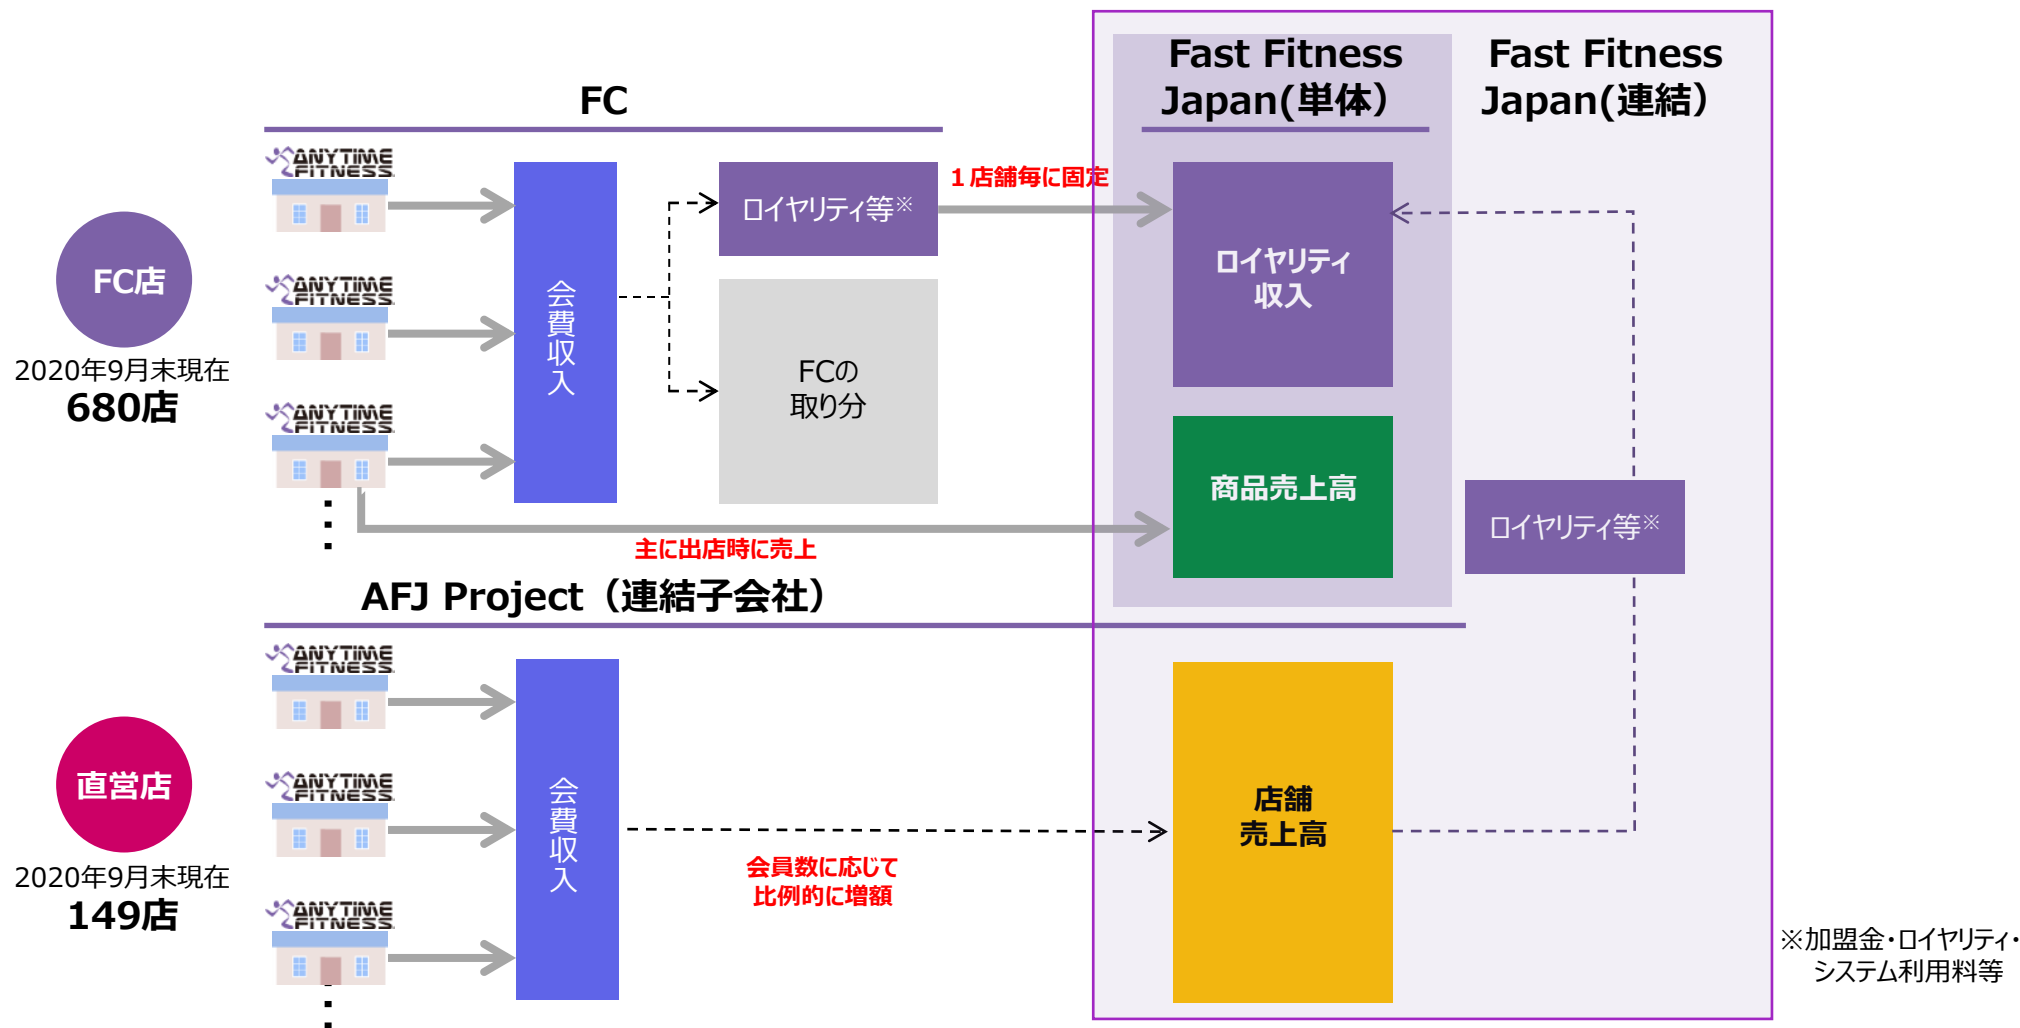 Fast Fitness
Japan(単体）
Fast Fitness
Japan(連結）
FC
ANYTIME
FITNESS
ANYTIME
FITNESS
ANYTIME
FITNESS
FC店
2020年9月末現在
680店
会費収入
ロイヤリティ等※
1店舗毎に固定
FCの
取り分
ロイヤリティ
収入
商品売上高
ロイヤリティ等※
主に出店時に売上
AFJ Project（連結子会社）
ANYTIME
FITNESS
ANYTIME
FITNESS
ANYTIME
FITNESS
直営店
2020年9月末現在
149店
会費収入
会員数に応じて
比例的に増額
店舗
売上高
※加盟金・ロイヤリティ・
システム利用料等